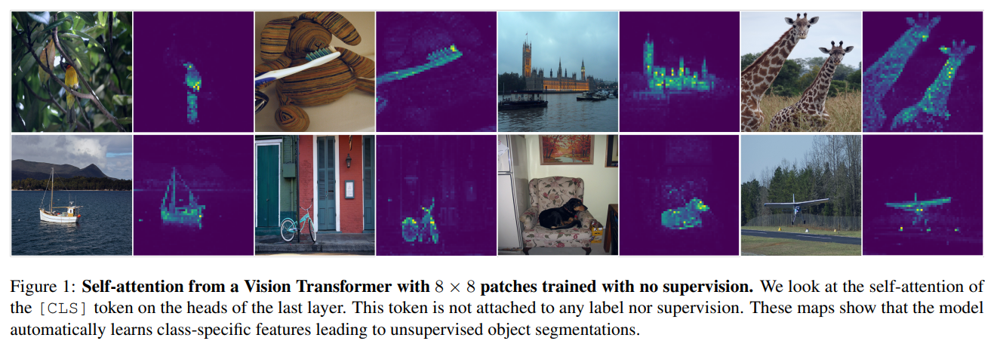 Figure 1: Self-attention from a Vision Transformer with 8 × 8 patches trained with no supervision. We look at the self-attention of
the [CLS] token on the heads of the last layer. This token is not attached to any label nor supervision. These maps show that the model
automatically learns class-specific features leading to unsupervised object segmentations.